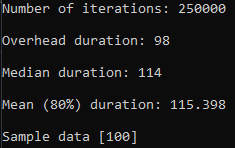 Number of iterations: 250000
Overhead duration: 98
Median duration: 114
Mean (80%) duration: 115.398
Sample data [100]